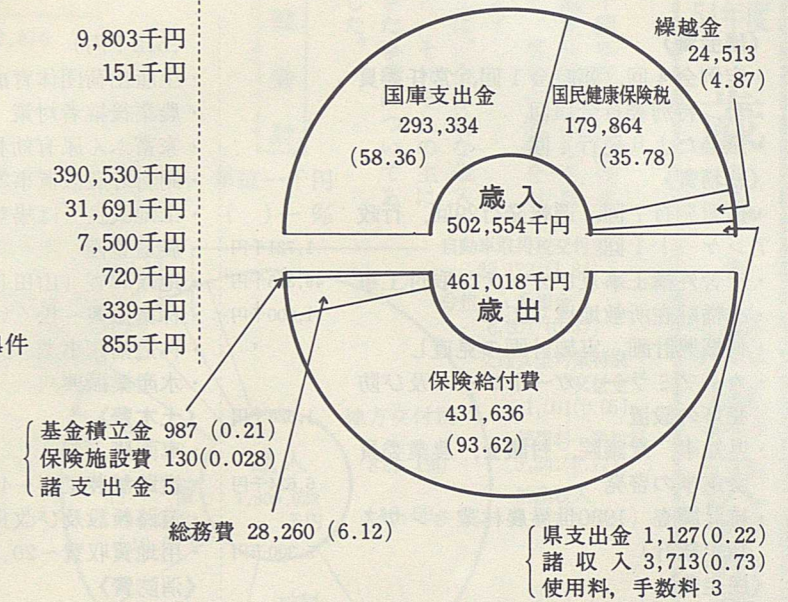 9,803千円
151千円
390,530千円
31,691千円
7,500千円
720千円
339千円
件 855千円
繰越金
24,513
(4.87)
国庫支出金
293,334
(58.36)
国民健康保険税
179,864
(35.78)
歳入
502,554千円
461,018千円
歳出
保険給付費
431,636
(93.62)
基金積立金 987 (0.21)
保険施設費 130(0.028)
諸支出金
総務費 28,260 (6.12)
県支出金 1,127(0.22)
諸収入 3,713(0.73)
使用料,手数料 3